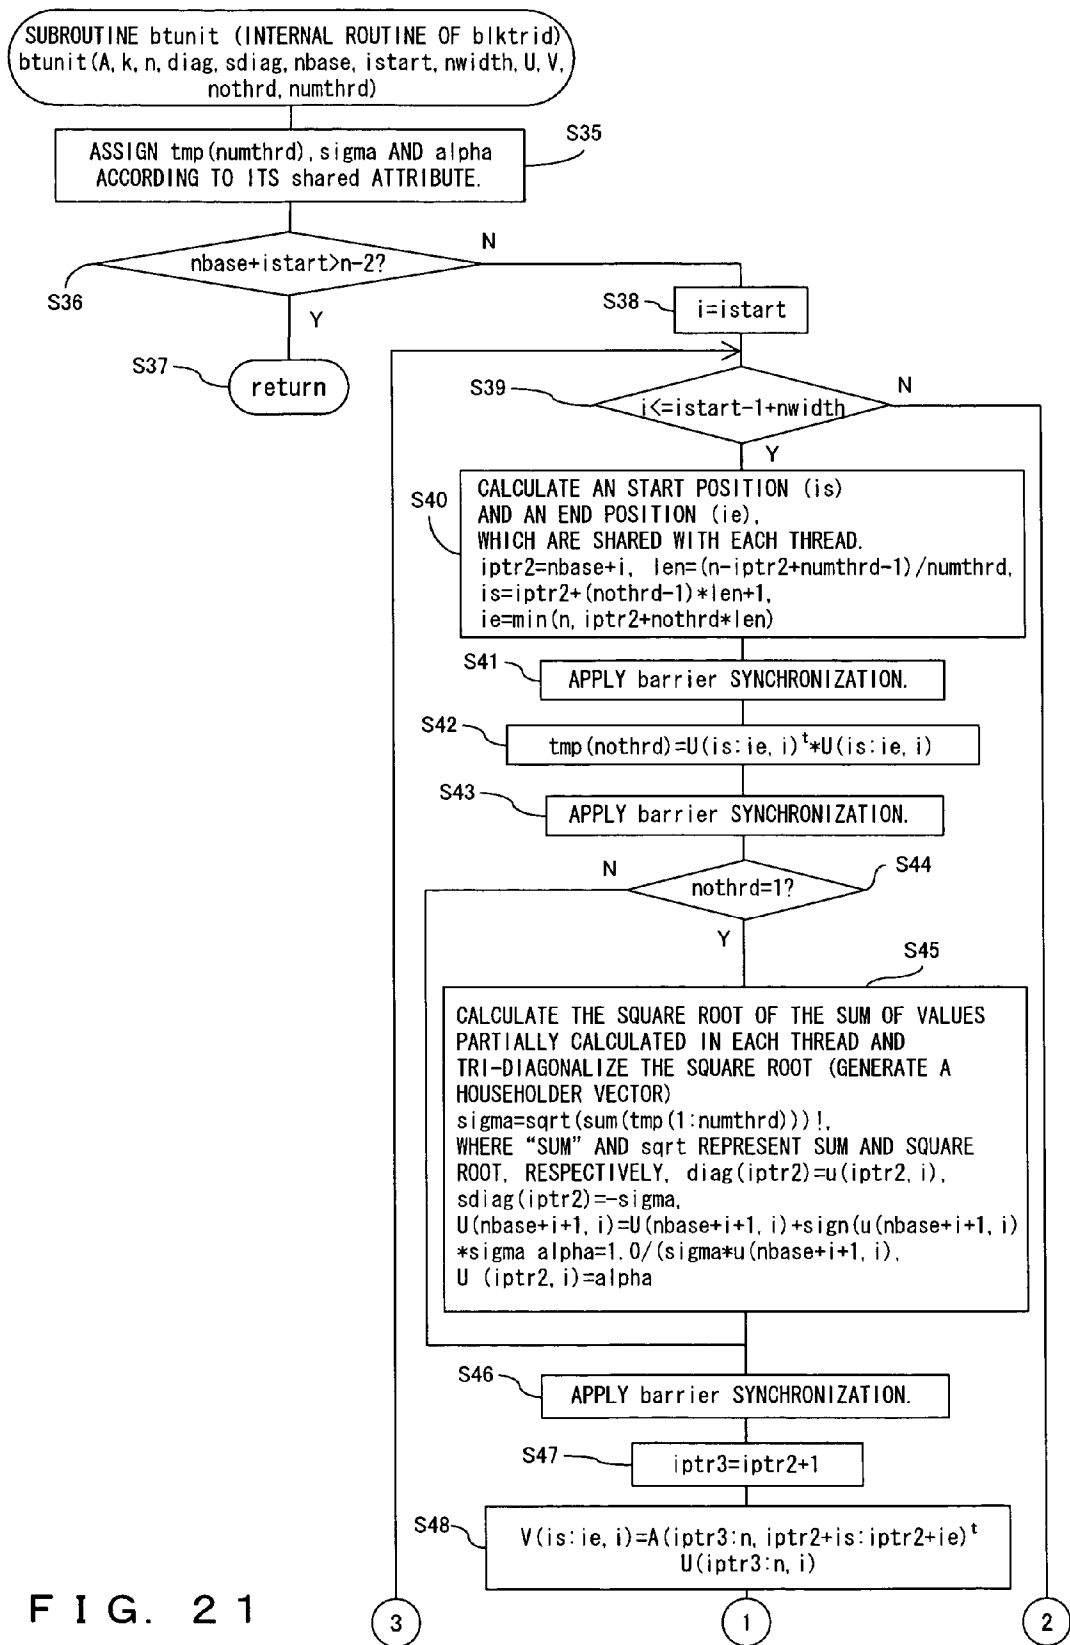 SUBROUTINE btunit (INTERNAL ROUTINE OF blktrid)
btunit(A, k, n, diag, sdiag, nbase, istart, nwidth, U, V,
nothrd, numthrd)
S35
ASSIGN tmp(numthrd), sigma AND alpha
ACCORDING TO ITS shared ATTRIBUTE.
N
nbase+istart>n-2?
S36
Y
S38
i=istart
S37
return
S39
N
i<=istart-1+nwidth
Y
S40
CALCULATE AN START POSITION (is)
AND AN END POSITION (ie),
WHICH ARE SHARED WITH EACH THREAD.
iptr2=nbase+i, len=(n-iptr2+numthrd-1)/numthrd,
is=iptr2+(nothrd-1)*len+1,
ie=min(n, iptr2+nothrd*len)
S41
APPLY barrier SYNCHRONIZATION.
S42
tmp(nothrd)=U(is:ie, i)ᵗ*U(is:ie, i)
S43
APPLY barrier SYNCHRONIZATION.
N
S44
nothrd=1?
Y
S45
CALCULATE THE SQUARE ROOT OF THE SUM OF VALUES
PARTIALLY CALCULATED IN EACH THREAD AND
TRI-DIAGONALIZE THE SQUARE ROOT (GENERATE A
HOUSEHOLDER VECTOR)
sigma=sqrt(sum(tmp(1:numthrd)))!,
WHERE “SUM” AND sqrt REPRESENT SUM AND SQUARE
ROOT, RESPECTIVELY, diag(iptr2)=u(iptr2, i),
sdiag(iptr2)=-sigma,
U(nbase+i+1, i)=U(nbase+i+1, i)+sign(u(nbase+i+1, i)
*sigma alpha=1.0/(sigma*u(nbase+i+1, i),
U (iptr2, i)=alpha
S46
APPLY barrier SYNCHRONIZATION.
S47
iptr3=iptr2+1
S48
V(is:ie, i)=A(iptr3:n, iptr2+is:iptr2+ie)ᵗ
U(iptr3:n, i)
FIG. 21
3
1
2